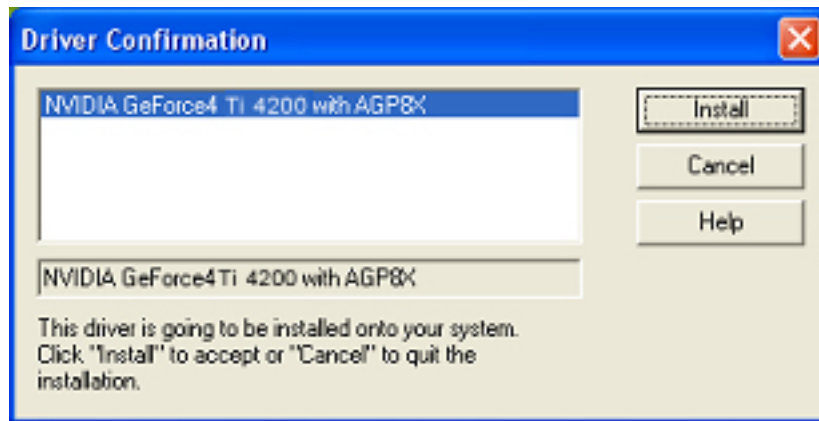 Driver Confirmation
NVIDIA GeForce4 Ti 4200 with AGP8X
Install
Cancel
Help
NVIDIA GeForce4Ti 4200 with AGP8X
This driver is going to be installed onto your system.
Click "Install" to accept or "Cancel" to quit the
installation.